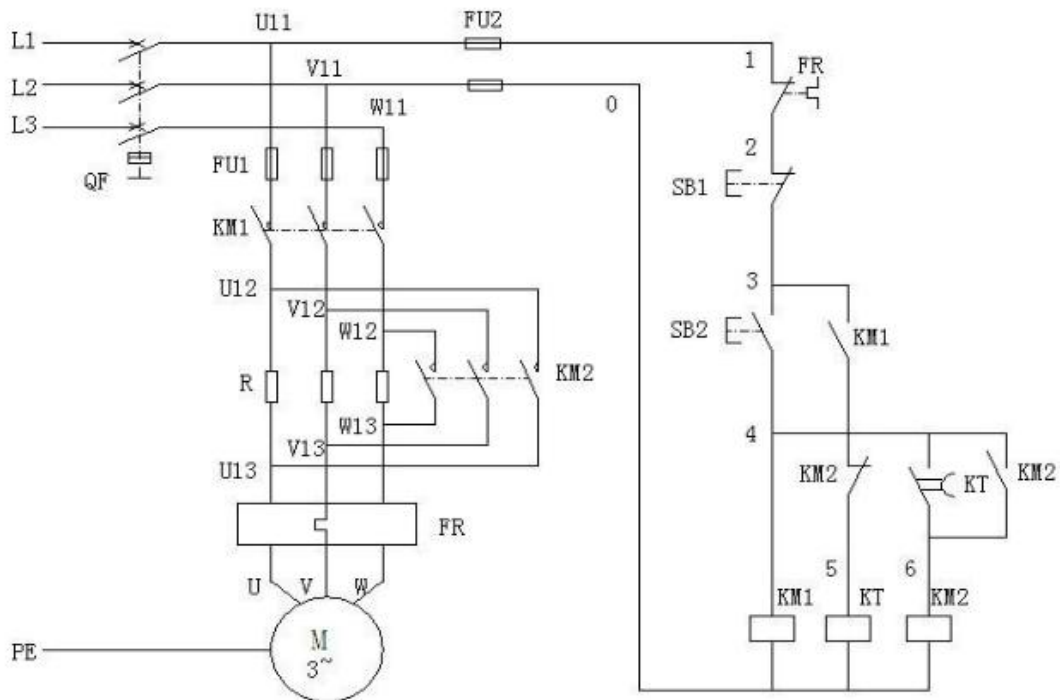 U11
FU2
L1
1
FR
V11
L2
0
W11
L3
2
FU1
QF
SB1
KM1
3
U12
V12
W12
SB2
KM1
R
KM2
W13
4
V13
U13
KM2
KT
KM2
FR
5
6
U
V
W
KM1
KT
KM2
M
3~
PE